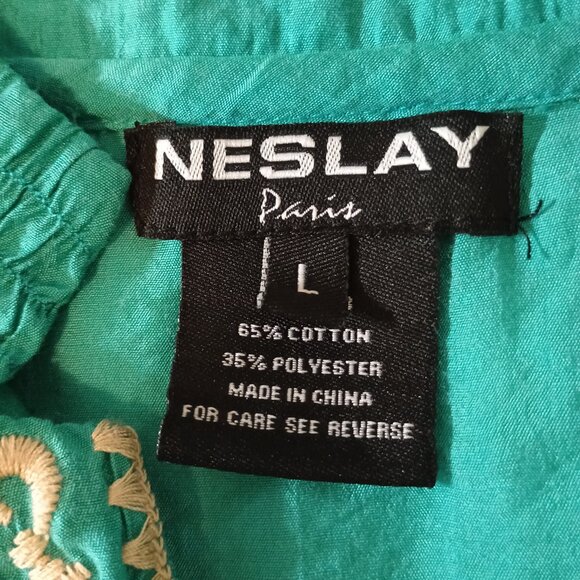 NESLAY
Paris
L
65% COTTON
35% POLYESTER
MADE IN CHINA
FOR CARE SEE REVERSE